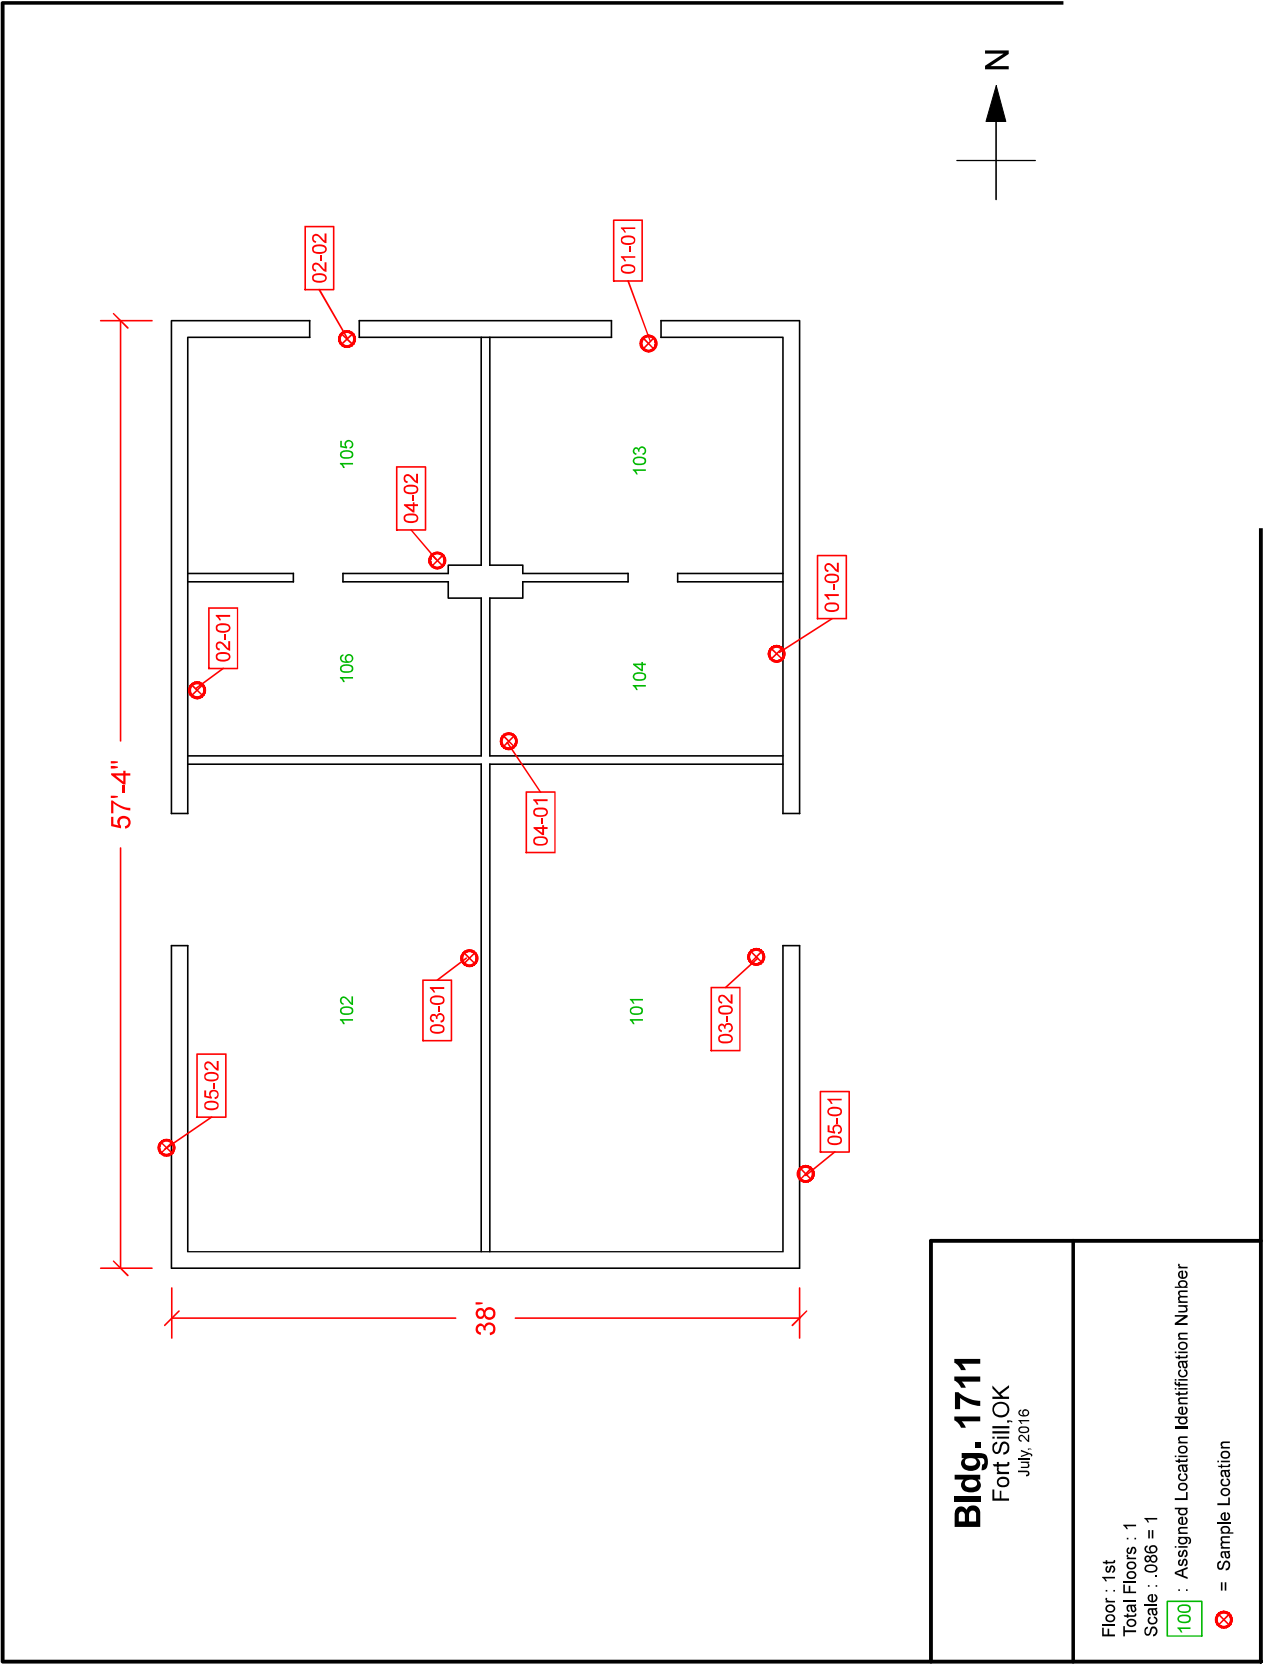 N
02-02
01-01
105
103
04-02
01-02
02-01
106
104
57'-4"
04-01
03-01
03-02
102
101
05-02
05-01
38'
Bldg. 1711
Fort Sill,OK
July, 2016
Floor : 1st
Total Floors : 1
Scale : .086 = 1
100 : Assigned Location Identification Number
= Sample Location